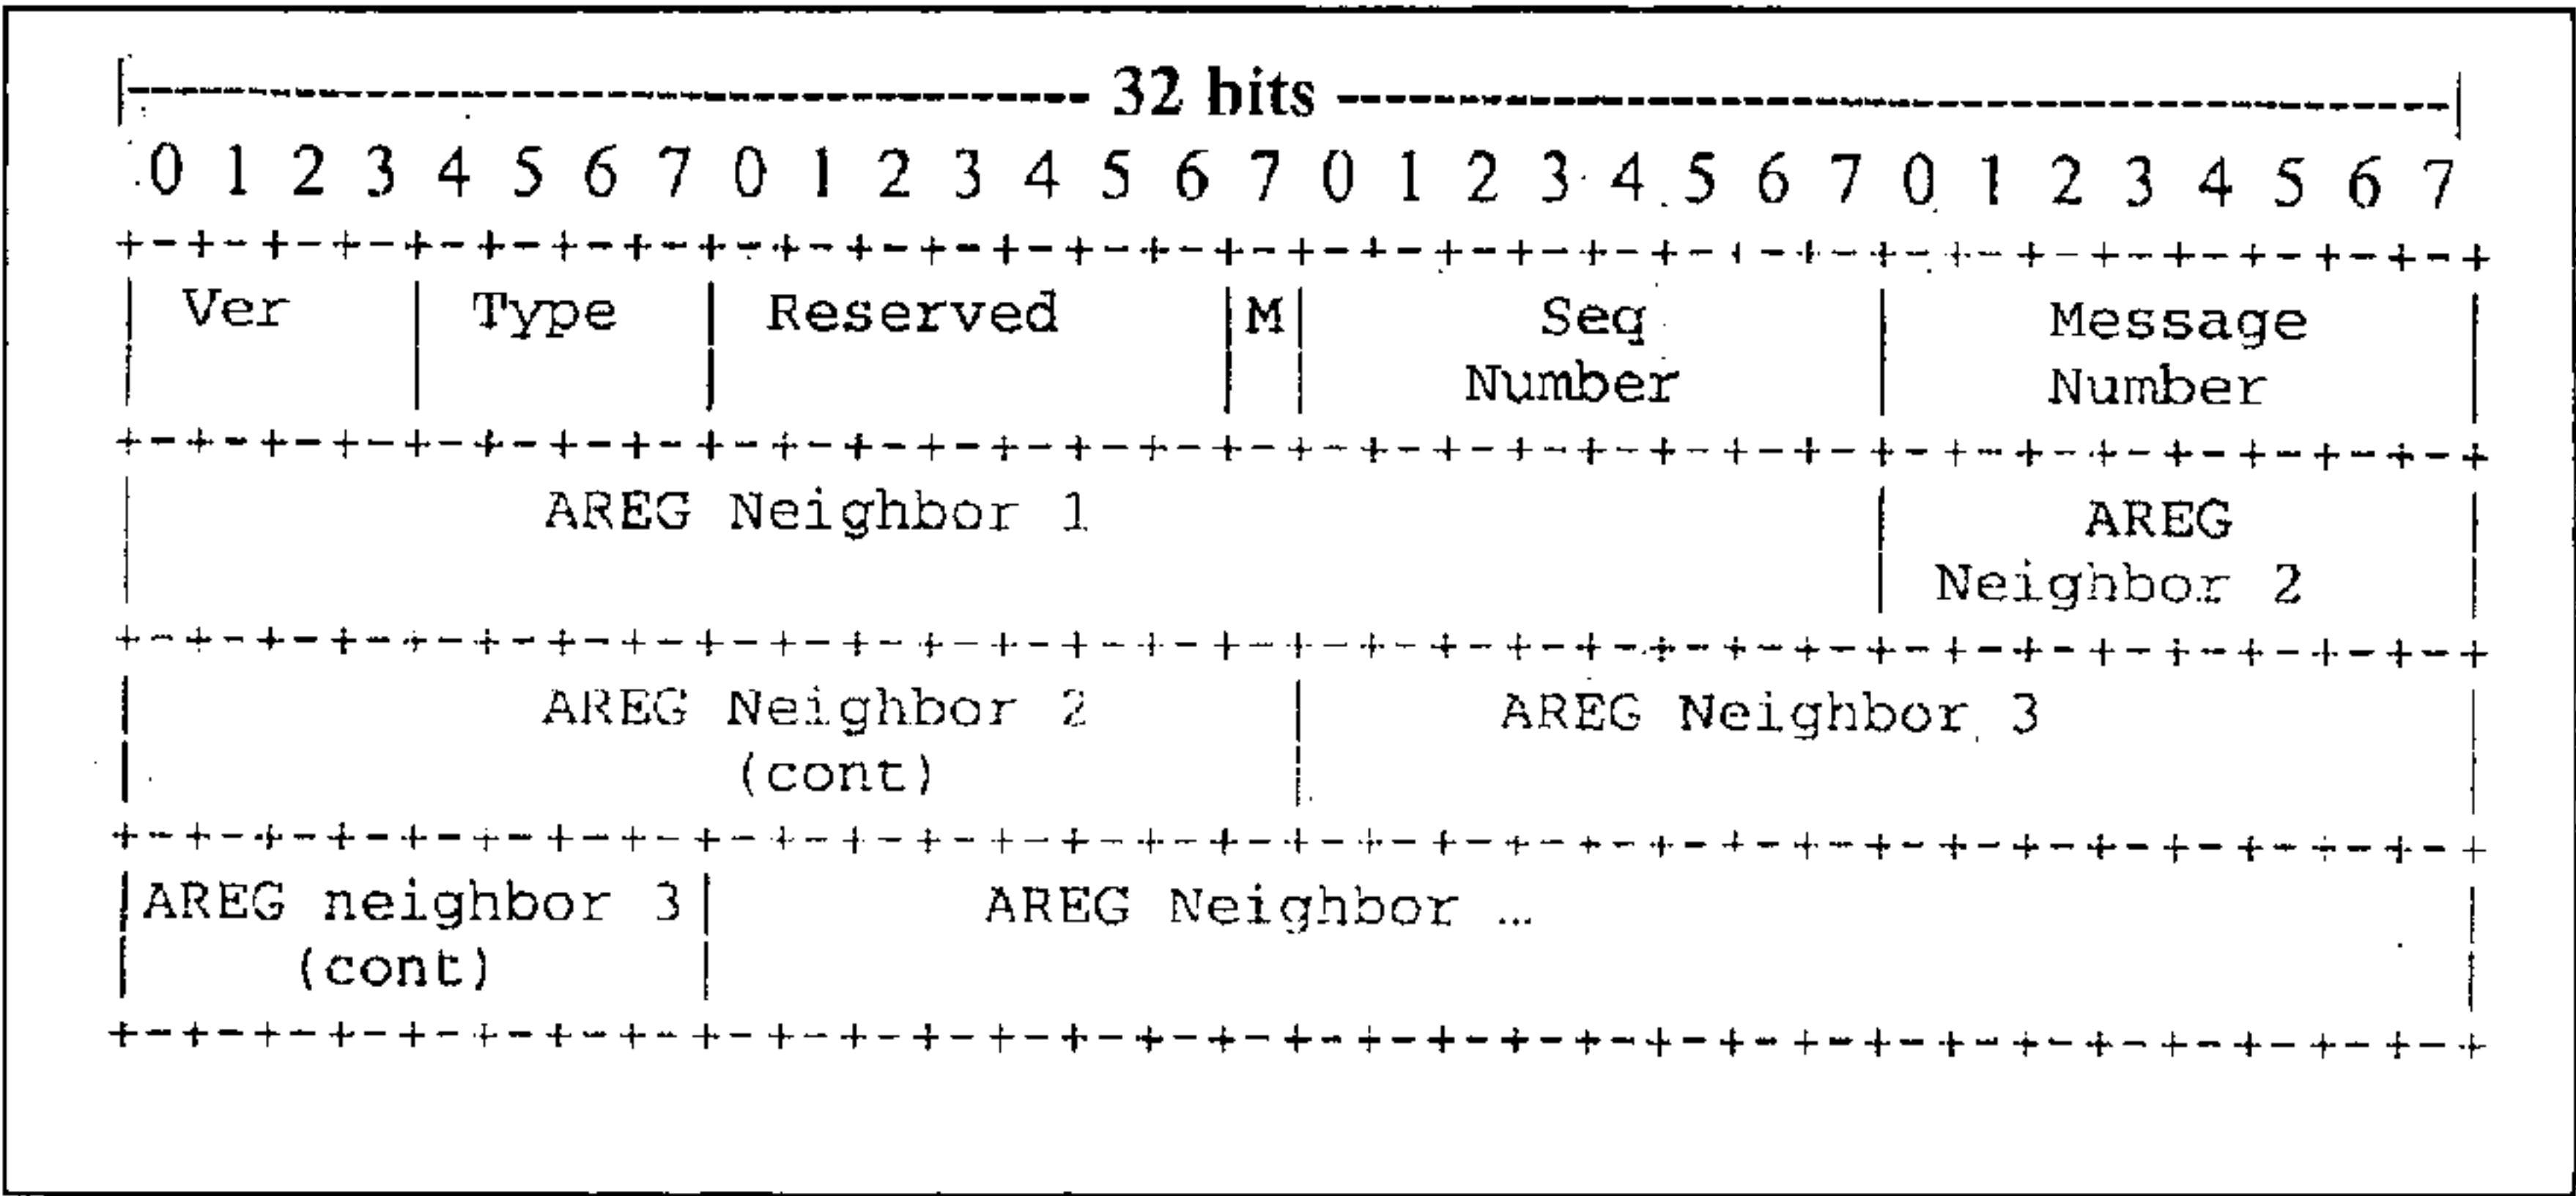 |------------------------------ 32 bits ------------------------------|
0 1 2 3 4 5 6 7 0 1 2 3 4 5 6 7 0 1 2 3 4 5 6 7 0 1 2 3 4 5 6 7
+-+-+-+-+-+-+-+-+-+-+-+-+-+-+-+-+-+-+-+-+-+-+-+-+-+-+-+-+-+-+-+-+
| Ver | Type | Reserved |M| Seq | Message |
| | | | | Number | Number |
+-+-+-+-+-+-+-+-+-+-+-+-+-+-+-+-+-+-+-+-+-+-+-+-+-+-+-+-+-+-+-+-+
| AREG Neighbor 1 | AREG |
| | Neighbor 2 |
+-+-+-+-+-+-+-+-+-+-+-+-+-+-+-+-+-+-+-+-+-+-+-+-+-+-+-+-+-+-+-+-+
| AREG Neighbor 2 | AREG Neighbor 3 |
| (cont) | |
+-+-+-+-+-+-+-+-+-+-+-+-+-+-+-+-+-+-+-+-+-+-+-+-+-+-+-+-+-+-+-+-+
|AREG neighbor 3| AREG Neighbor … |
| (cont) | |
+-+-+-+-+-+-+-+-+-+-+-+-+-+-+-+-+-+-+-+-+-+-+-+-+-+-+-+-+-+-+-+-+